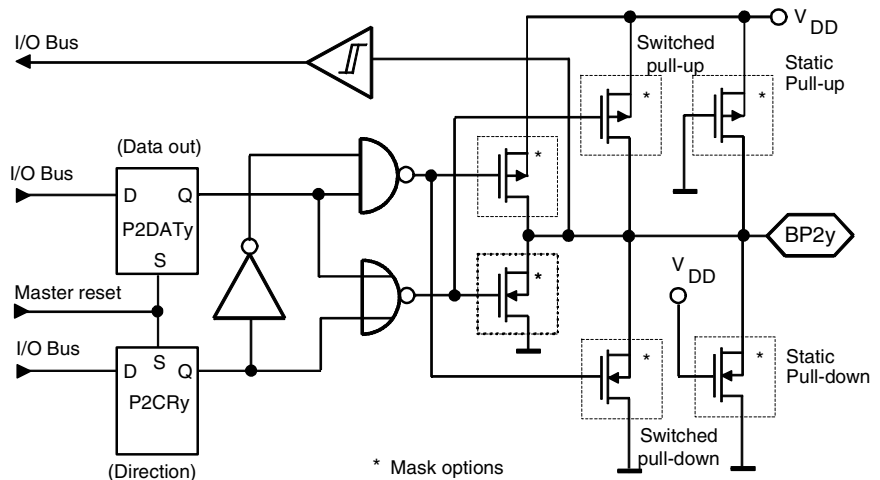 I/O Bus
Switched
pull-up
V DD
Static
Pull-up
*
*
(Data out)
I/O Bus
D Q
P2DATy
S
*
BP2y
Master reset
*
V DD
I/O Bus
S
D Q
P2CRy
(Direction)
*
*
Static
Pull-down
Switched
pull-down
* Mask options